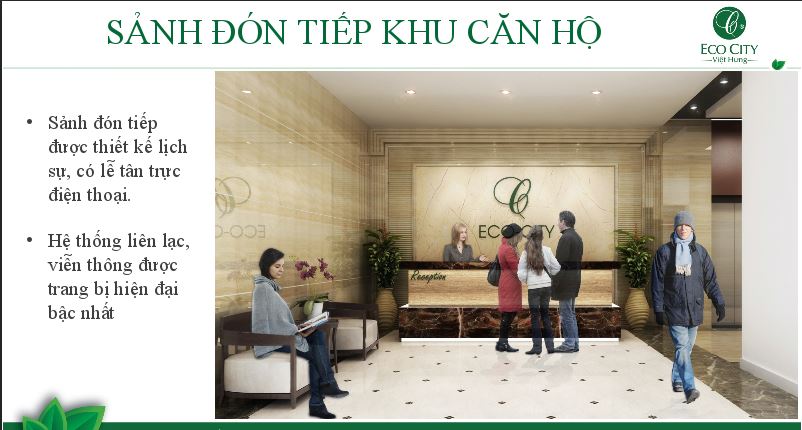 SẢNH ĐÓN TIẾP KHU CĂN HỘ
ECO CITY
Việt Hưng
• Sảnh đón tiếp
được thiết kế lịch
sự, có lễ tân trực
điện thoại.
• Hệ thống liên lạc,
viễn thông được
trang bị hiện đại
bậc nhất
ECO CITY
Reception